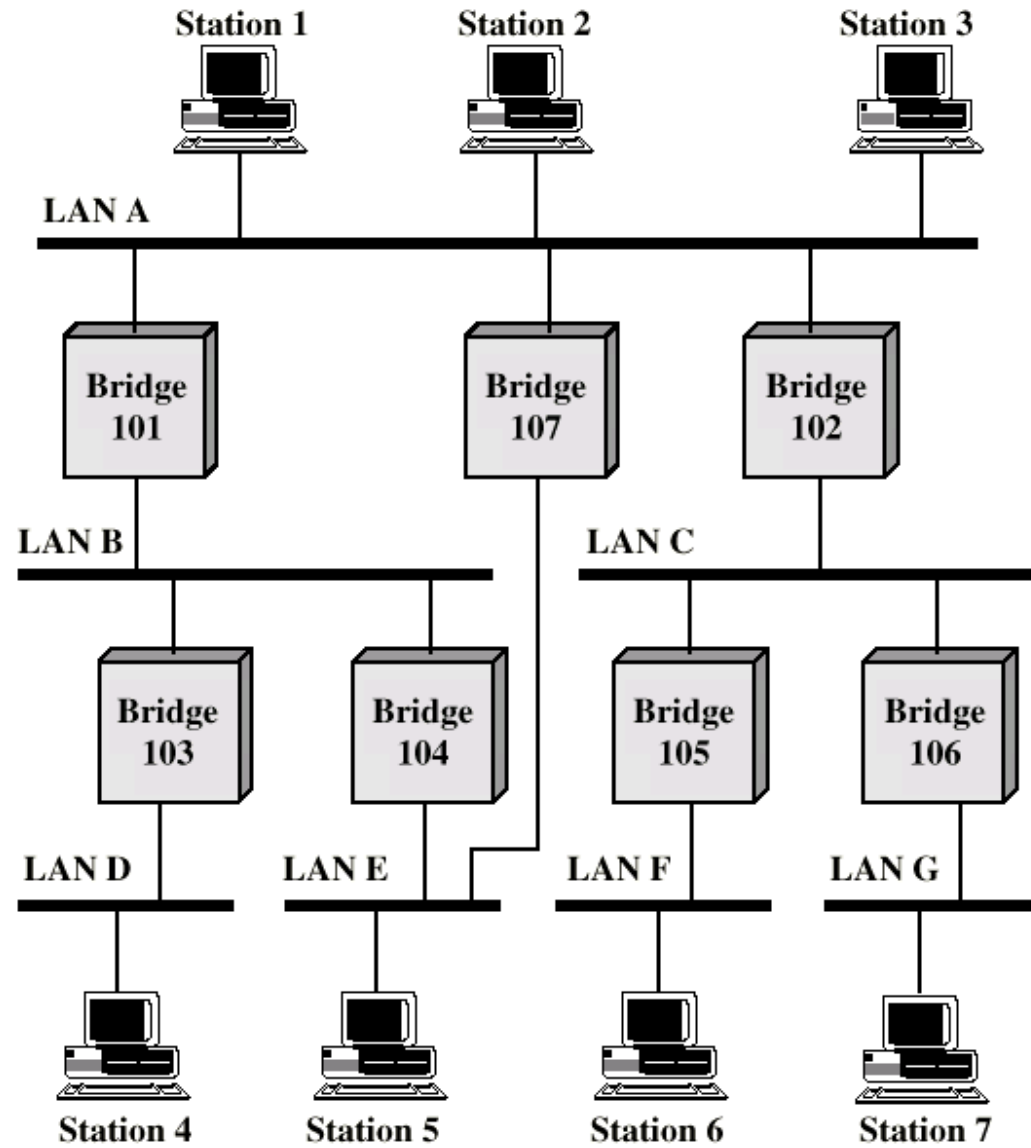 Station 1
Station 2
Station 3
LAN A
Bridge
101
Bridge
107
Bridge
102
LAN B
LAN C
Bridge
103
Bridge
104
Bridge
105
Bridge
106
LAN D
LAN E
LAN F
LAN G
Station 4
Station 5
Station 6
Station 7